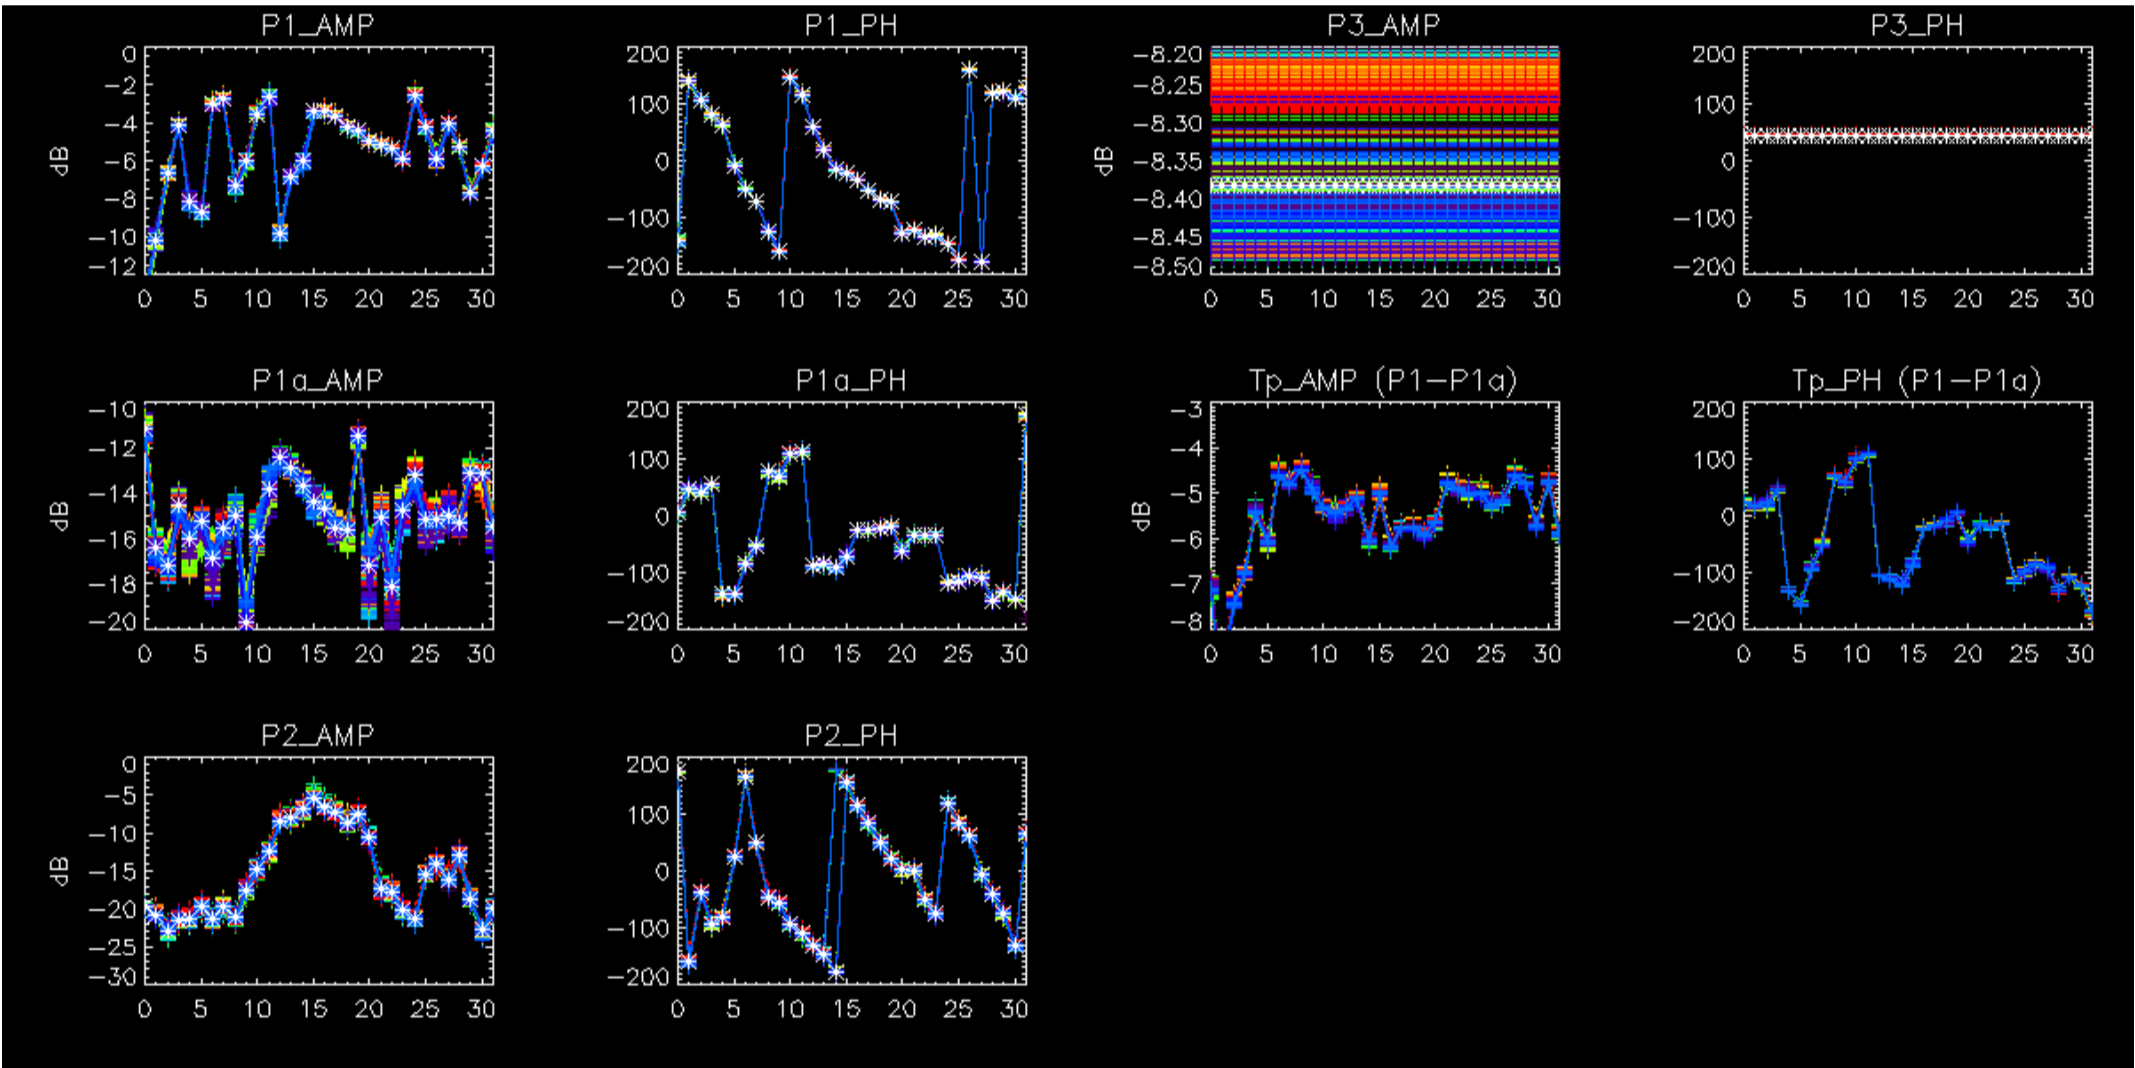 P1_AMP
P1_PH
P3_AMP
P3_PH
0
−2
−4
−6
−8
−10
−12
dB
0 5 10 15 20 25 30
200
100
0
−100
−200
0 5 10 15 20 25 30
−8.20
−8.25
−8.30
−8.35
−8.40
−8.45
−8.50
dB
0 5 10 15 20 25 30
200
100
0
−100
−200
0 5 10 15 20 25 30
P1a_AMP
P1a_PH
Tp_AMP (P1−P1a)
Tp_PH (P1−P1a)
−10
−12
−14
−16
−18
−20
dB
0 5 10 15 20 25 30
200
100
0
−100
−200
0 5 10 15 20 25 30
−3
−4
−5
−6
−7
−8
dB
0 5 10 15 20 25 30
200
100
0
−100
−200
0 5 10 15 20 25 30
P2_AMP
P2_PH
0
−5
−10
−15
−20
−25
−30
dB
0 5 10 15 20 25 30
200
100
0
−100
−200
0 5 10 15 20 25 30